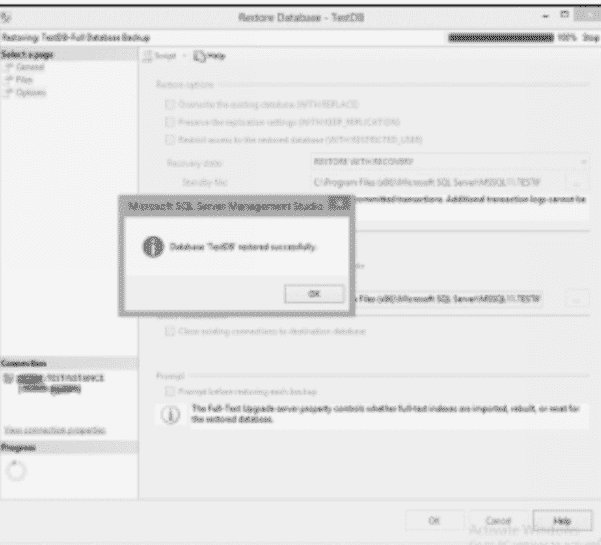 Restore Database - TestDB
Restoring: TestDB-Full Database Backup
100% Stop
Select a page
General
Files
Options
Script
Help
Restore options
Overwrite the existing database (WITH REPLACE)
Preserve the replication settings (WITH KEEP_REPLICATION)
Restrict access to the restored database (WITH RESTRICTED_USER)
Recovery state:
RESTORE WITH RECOVERY
Standby file:
C:\Program Files (x86)\Microsoft SQL Server\MSSQL
committed transactions. Additional transaction logs cannot be
Microsoft SQL Server Management Studio
Database 'TestDB' restored successfully.
OK
Files (x86)\Microsoft SQL Server\MSSQL
Close existing connections to destination database
Connection
View connection properties
Progress
Prompt
Prompt before restoring each backup
The Full-Text Upgrade server property controls whether full-text indexes are imported, rebuilt, or reset for
the restored database.
OK
Cancel
Help
Activate Windows